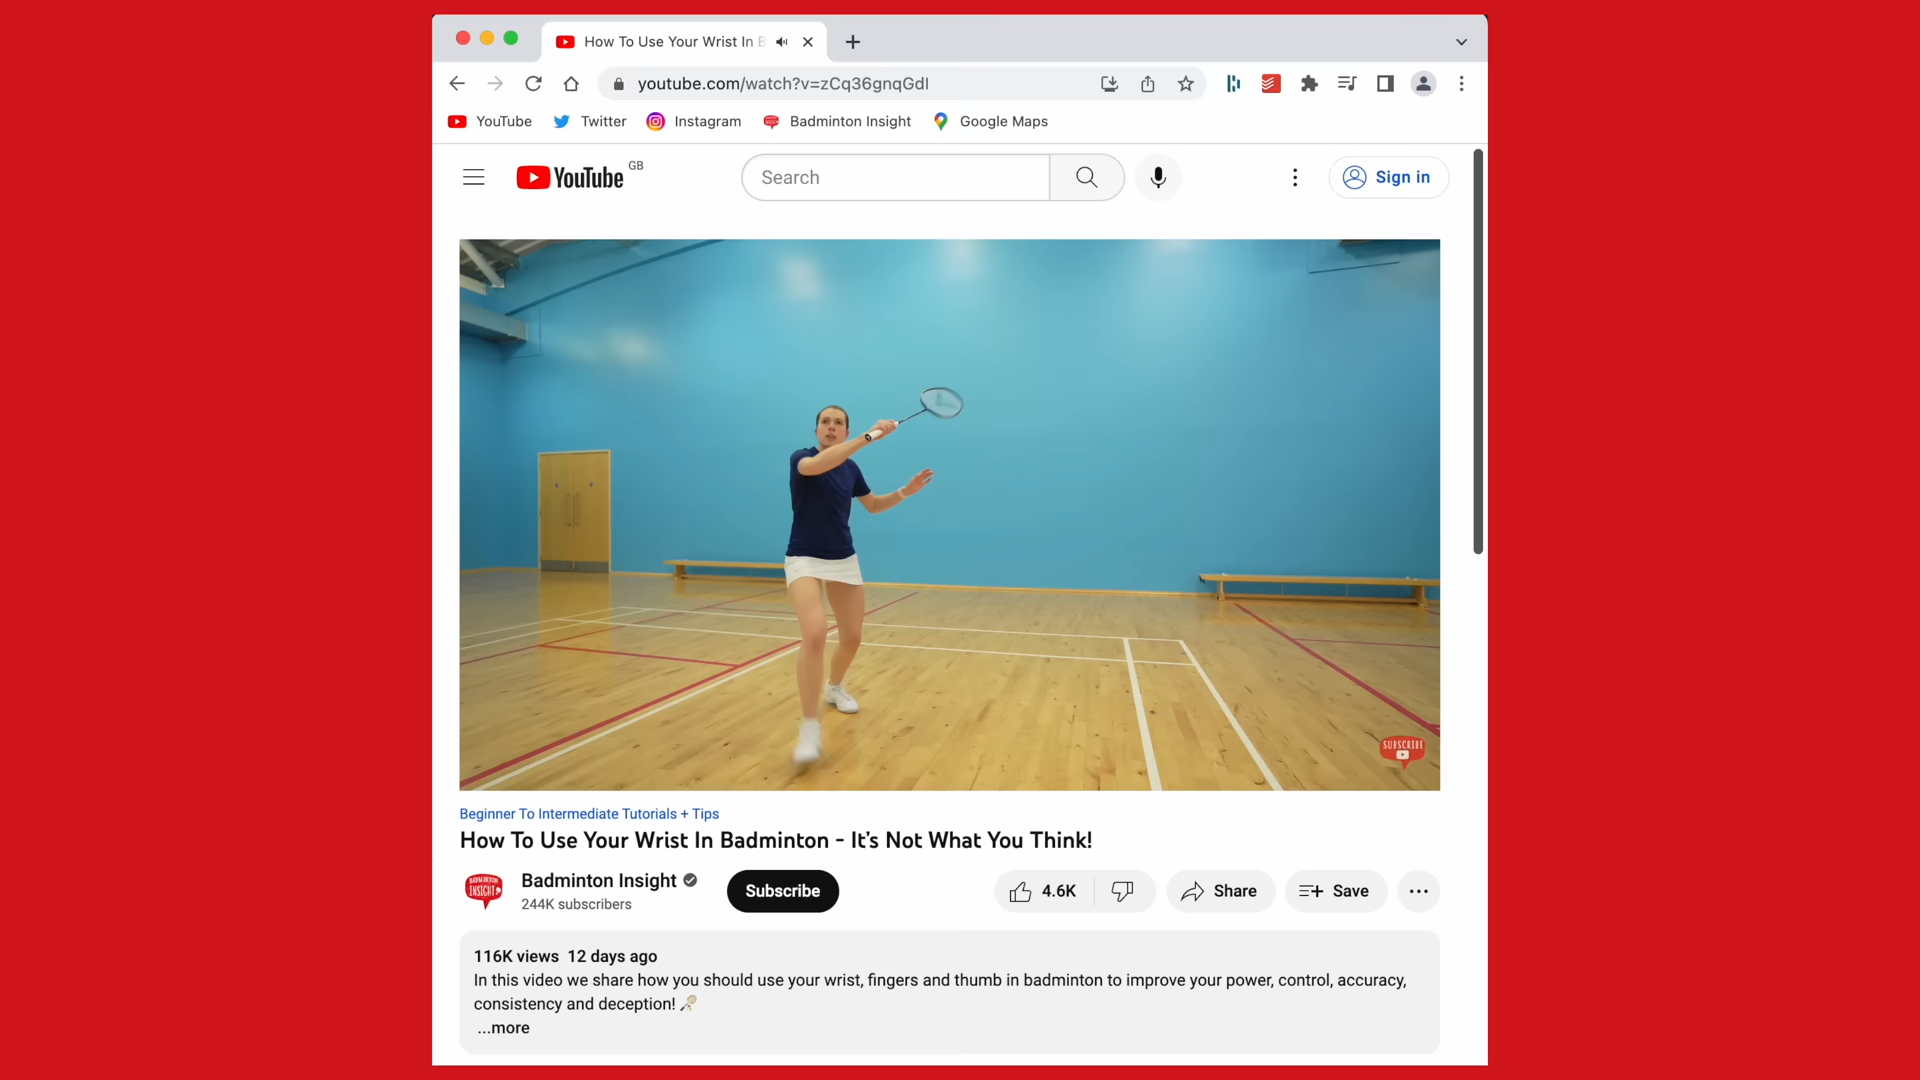 How To Use Your Wrist In B
youtube.com/watch?v=zCq36gnqGdI
YouTube
Twitter
Instagram
Badminton Insight
Google Maps
YouTube GB
Search
Sign in
SUBSCRIBE
Beginner To Intermediate Tutorials + Tips
How To Use Your Wrist In Badminton - It's Not What You Think!
BADMINTON
INSIGHT
Badminton Insight
244K subscribers
Subscribe
4.6K
Share
Save
116K views 12 days ago
In this video we share how you should use your wrist, fingers and thumb in badminton to improve your power, control, accuracy,
consistency and deception!
...more